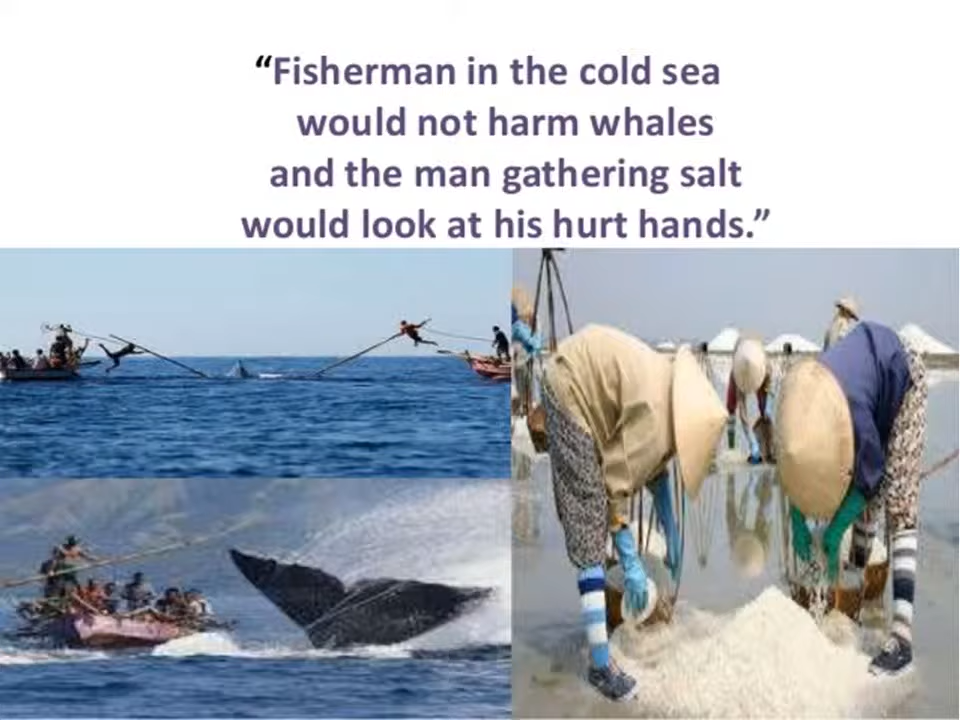 “Fisherman in the cold sea
would not harm whales
and the man gathering salt
would look at his hurt hands.”